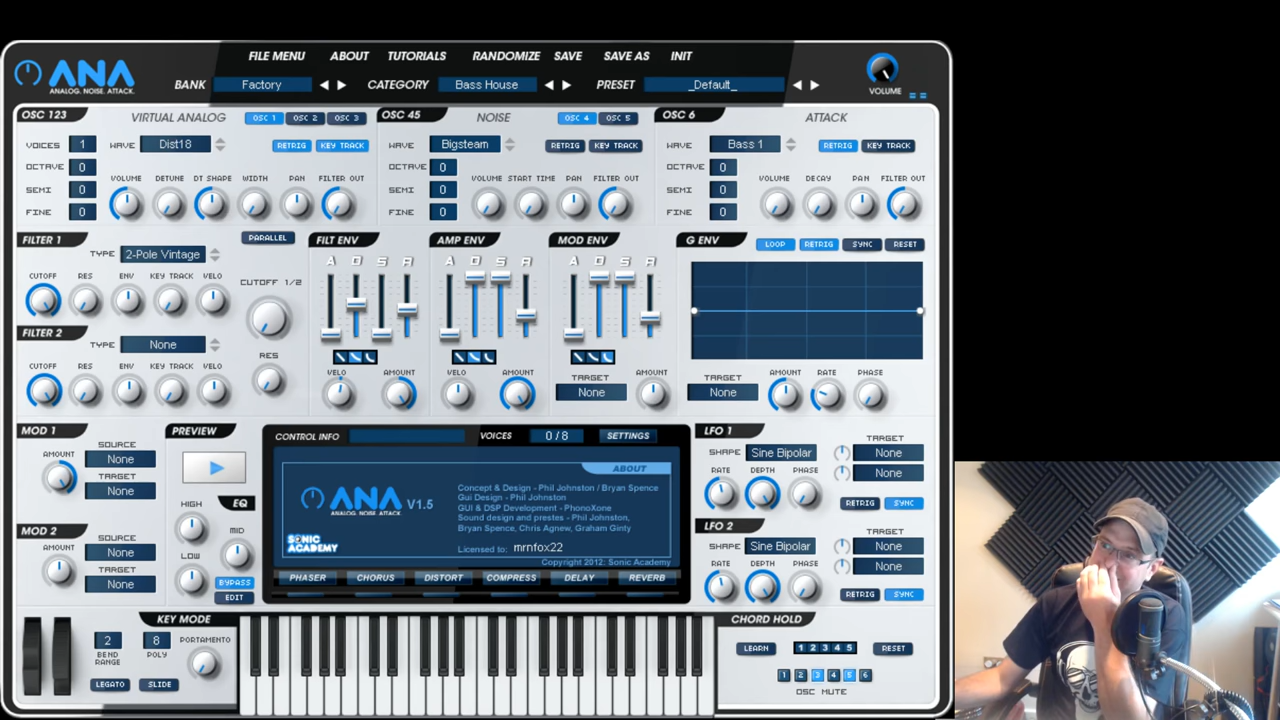 FILE MENU ABOUT TUTORIALS RANDOMIZE SAVE SAVE AS INIT
ANA
ANALOG. NOISE. ATTACK.
BANK Factory CATEGORY Bass House PRESET _Default_
VOLUME
OSC 123 VIRTUAL ANALOG OSC 1 OSC 2 OSC 3
VOICES 1 WAVE Dist18 RETRIG KEY TRACK
OCTAVE 0
SEMI 0
FINE 0
VOLUME DETUNE DT SHAPE WIDTH PAN FILTER OUT
OSC 45 NOISE OSC 4 OSC 5
WAVE Bigsteam RETRIG KEY TRACK
OCTAVE 0
SEMI 0
FINE 0
VOLUME START TIME PAN FILTER OUT
OSC 6 ATTACK
WAVE Bass 1 RETRIG KEY TRACK
OCTAVE 0
SEMI 0
FINE 0
VOLUME DECAY PAN FILTER OUT
FILTER 1 PARALLEL
TYPE 2-Pole Vintage
CUTOFF RES ENV KEY TRACK VELO
CUTOFF 1/2
FILTER 2
TYPE None
RES
CUTOFF RES ENV KEY TRACK VELO
FILT ENV
A D S R
VELO AMOUNT
AMP ENV
A D S R
VELO AMOUNT
MOD ENV
A D S R
TARGET AMOUNT
None
G ENV LOOP RETRIG SYNC RESET
TARGET AMOUNT RATE PHASE
None
MOD 1
SOURCE
AMOUNT None
TARGET
None
MOD 2
SOURCE
AMOUNT None
TARGET
None
PREVIEW
HIGH EQ
MID
LOW
BYPASS
EDIT
CONTROL INFO VOICES 0 / 8 SETTINGS
ABOUT
ANA V1.5
ANALOG NOISE ATTACK
Concept & Design - Phil Johnston / Bryan Spence
Gui Design - Phil Johnston
GUI & DSP Development - PhonoXone
Sound design and prestes - Phil Johnston,
Bryan Spence, Chris Agnew, Graham Ginty
SONIC
ACADEMY
Licensed to: mrnfox22
Copyright 2012: Sonic Academy
PHASER CHORUS DISTORT COMPRESS DELAY REVERB
LFO 1 TARGET
SHAPE Sine Bipolar None
RATE DEPTH PHASE None
RETRIG SYNC
LFO 2 TARGET
SHAPE Sine Bipolar None
RATE DEPTH PHASE None
RETRIG SYNC
KEY MODE
2 8 PORTAMENTO
BEND RANGE POLY
LEGATO SLIDE
CHORD HOLD
LEARN 1 2 3 4 5 RESET
1 2 3 4 5 6
OSC MUTE